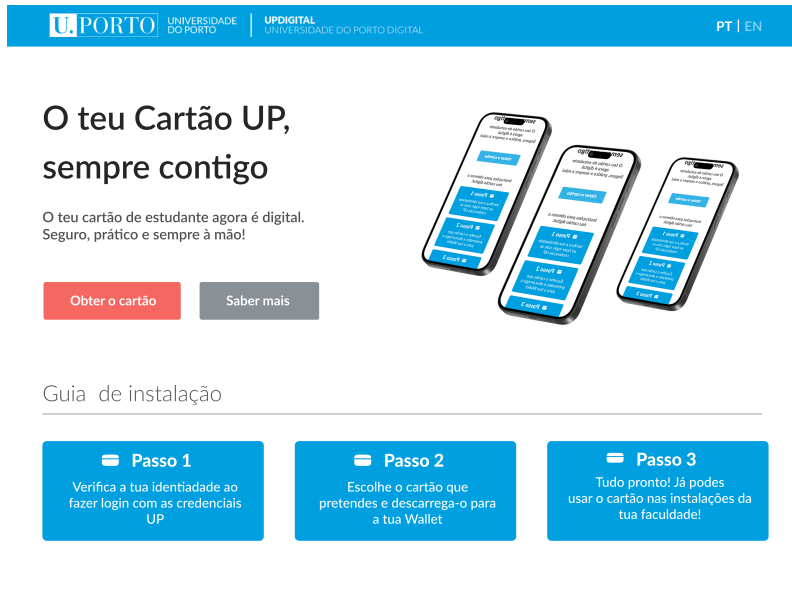 U. PORTO
UNIVERSIDADE
DO PORTO
UPDIGITAL
UNIVERSIDADE DO PORTO DIGITAL
PT | EN
O teu Cartão UP,
sempre contigo
O teu cartão de estudante agora é digital.
Seguro, prático e sempre à mão!
Obter o cartão
Saber mais
Guia  de instalação
Passo 1
Verifica a tua identiadade ao
fazer login com as credenciais
UP
Passo 2
Escolhe o cartão que
pretendes e descarrega-o para
a tua Wallet
Passo 3
Tudo pronto! Já podes
usar o cartão nas instalações da
tua faculdade!